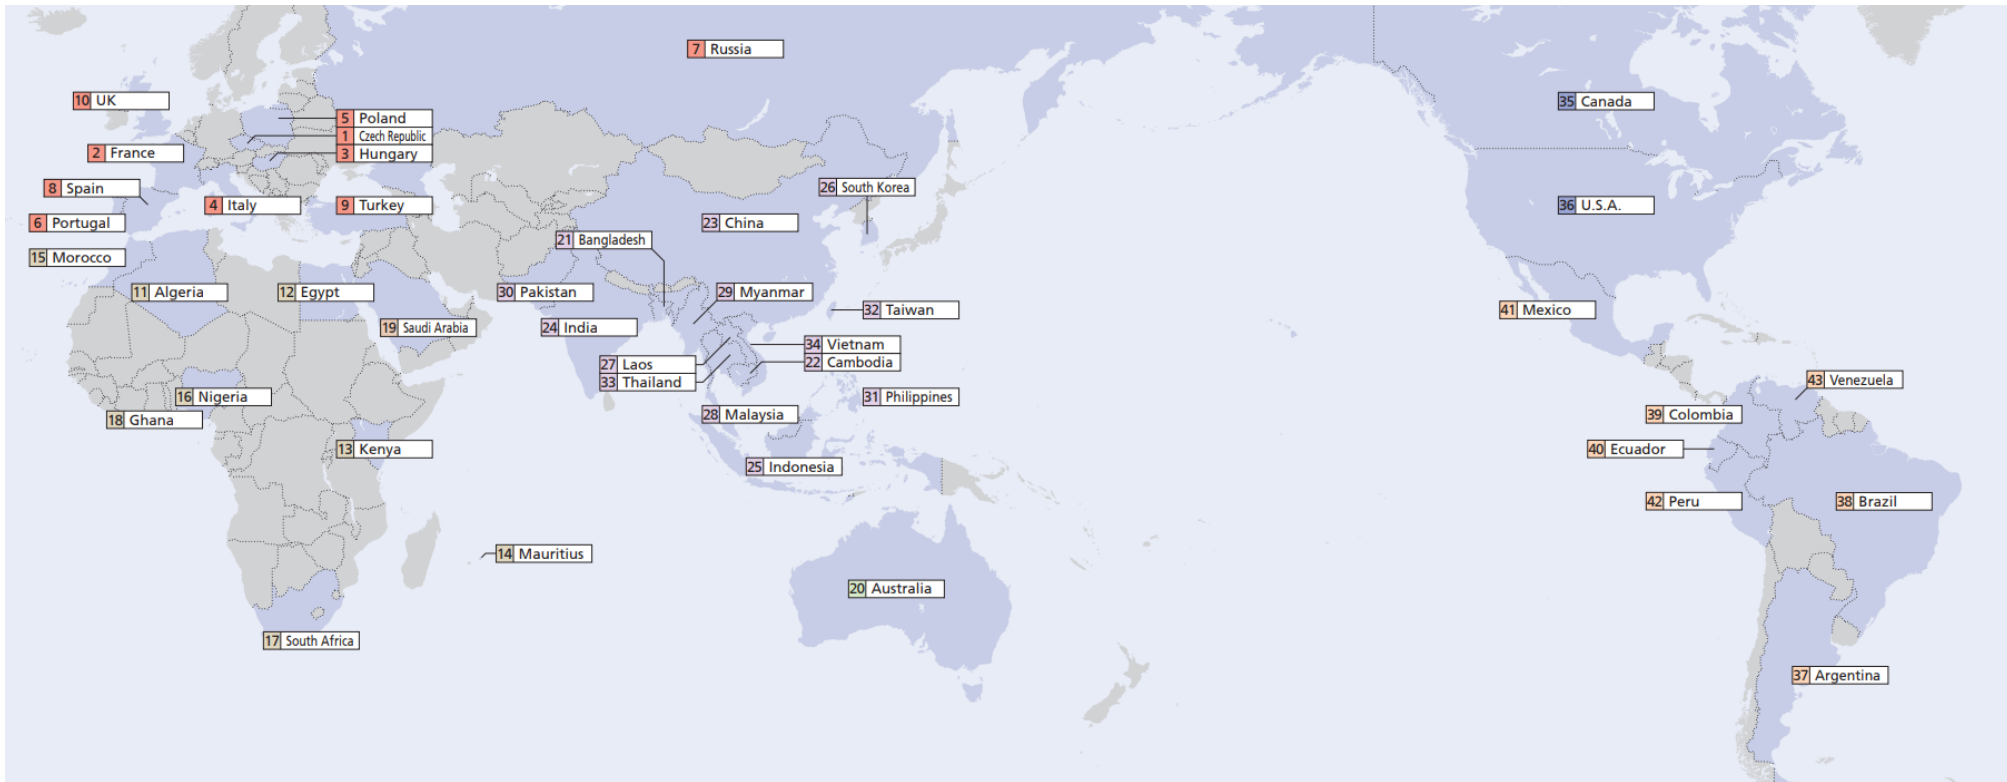 7 Russia
10 UK
35 Canada
5 Poland
1 Czech Republic
2 France
3 Hungary
8 Spain
26 South Korea
4 Italy
9 Turkey
36 U.S.A.
6 Portugal
23 China
21 Bangladesh
15 Morocco
11 Algeria
12 Egypt
30 Pakistan
29 Myanmar
32 Taiwan
41 Mexico
19 Saudi Arabia
24 India
34 Vietnam
27 Laos
22 Cambodia
33 Thailand
43 Venezuela
16 Nigeria
31 Philippines
18 Ghana
28 Malaysia
39 Colombia
13 Kenya
40 Ecuador
25 Indonesia
42 Peru
38 Brazil
14 Mauritius
20 Australia
17 South Africa
37 Argentina